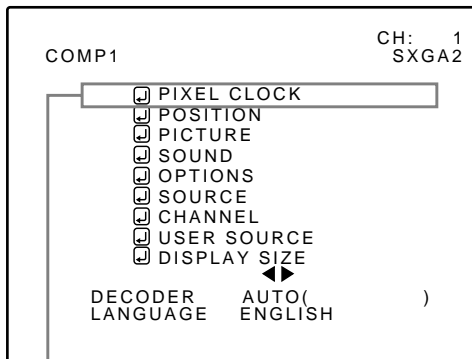 CH: 1
COMP1 SXGA2
PIXEL CLOCK
POSITION
PICTURE
SOUND
OPTIONS
SOURCE
CHANNEL
USER SOURCE
DISPLAY SIZE
DECODER AUTO( )
LANGUAGE ENGLISH